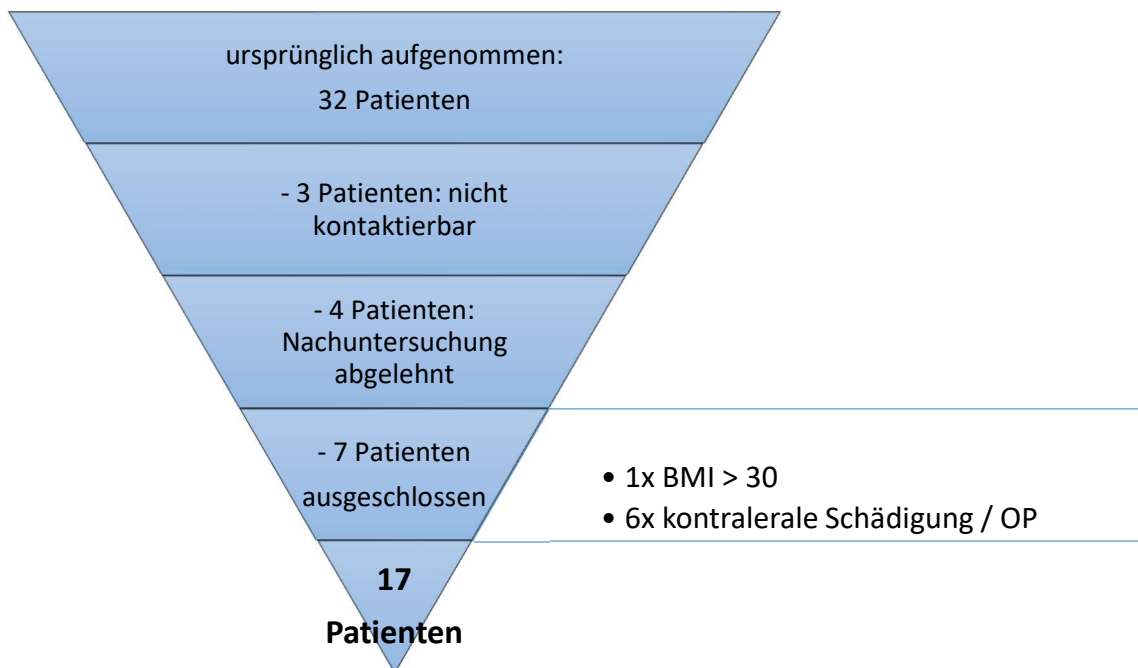 ursprünglich aufgenommen:
32 Patienten
- 3 Patienten: nicht
kontaktierbar
- 4 Patienten:
Nachuntersuchung
abgelehnt
- 7 Patienten
ausgeschlossen
• 1x BMI > 30
• 6x kontralerale Schädigung / OP
17
Patienten